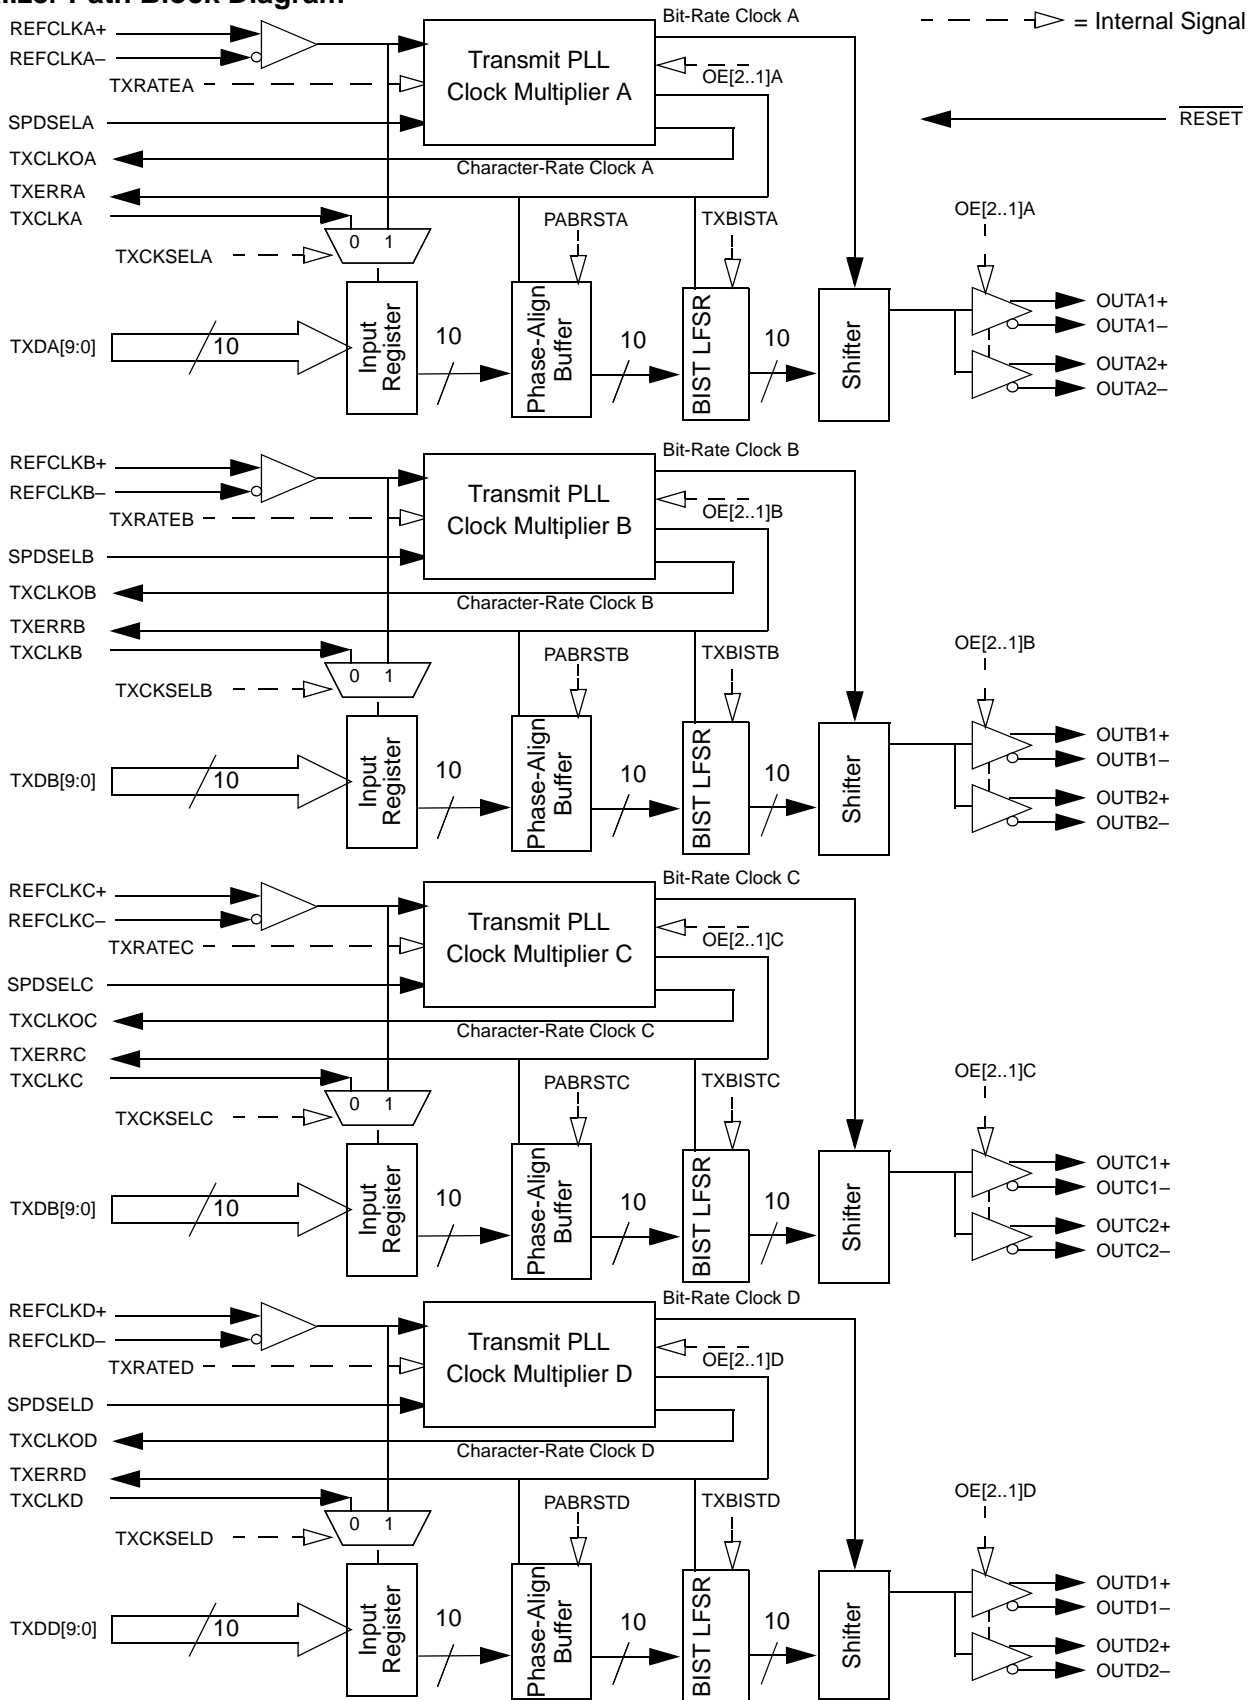 Bit-Rate Clock A
REFCLKA+
REFCLKA–
= Internal Signal
Transmit PLL
Clock Multiplier A
TXRATEA
OE[2..1]A
SPDSELA
RESET
TXCLKOA
Character-Rate Clock A
TXERRA
TXCLKA
PABRSTA
TXBISTA
OE[2..1]A
0 1
TXCKSELA
TXDA[9:0]
10
Input
Register
10
Phase-Align
Buffer
10
BIST LFSR
10
Shifter
OUTA1+
OUTA1–
OUTA2+
OUTA2–
Bit-Rate Clock B
REFCLKB+
REFCLKB–
Transmit PLL
Clock Multiplier B
TXRATEB
OE[2..1]B
SPDSELB
TXCLKOB
Character-Rate Clock B
TXERRB
TXCLKB
PABRSTB
TXBISTB
OE[2..1]B
0 1
TXCKSELB
TXDB[9:0]
10
Input
Register
10
Phase-Align
Buffer
10
BIST LFSR
10
Shifter
OUTB1+
OUTB1–
OUTB2+
OUTB2–
Bit-Rate Clock C
REFCLKC+
REFCLKC–
Transmit PLL
Clock Multiplier C
TXRATEC
OE[2..1]C
SPDSELC
TXCLKOC
Character-Rate Clock C
TXERRC
TXCLKC
PABRSTC
TXBISTC
OE[2..1]C
0 1
TXCKSELC
TXDB[9:0]
10
Input
Register
10
Phase-Align
Buffer
10
BIST LFSR
10
Shifter
OUTC1+
OUTC1–
OUTC2+
OUTC2–
Bit-Rate Clock D
REFCLKD+
REFCLKD–
Transmit PLL
Clock Multiplier D
TXRATED
OE[2..1]D
SPDSELD
TXCLKOD
Character-Rate Clock D
TXERRD
TXCLKD
PABRSTD
TXBISTD
OE[2..1]D
0 1
TXCKSELD
TXDD[9:0]
10
Input
Register
10
Phase-Align
Buffer
10
BIST LFSR
10
Shifter
OUTD1+
OUTD1–
OUTD2+
OUTD2–